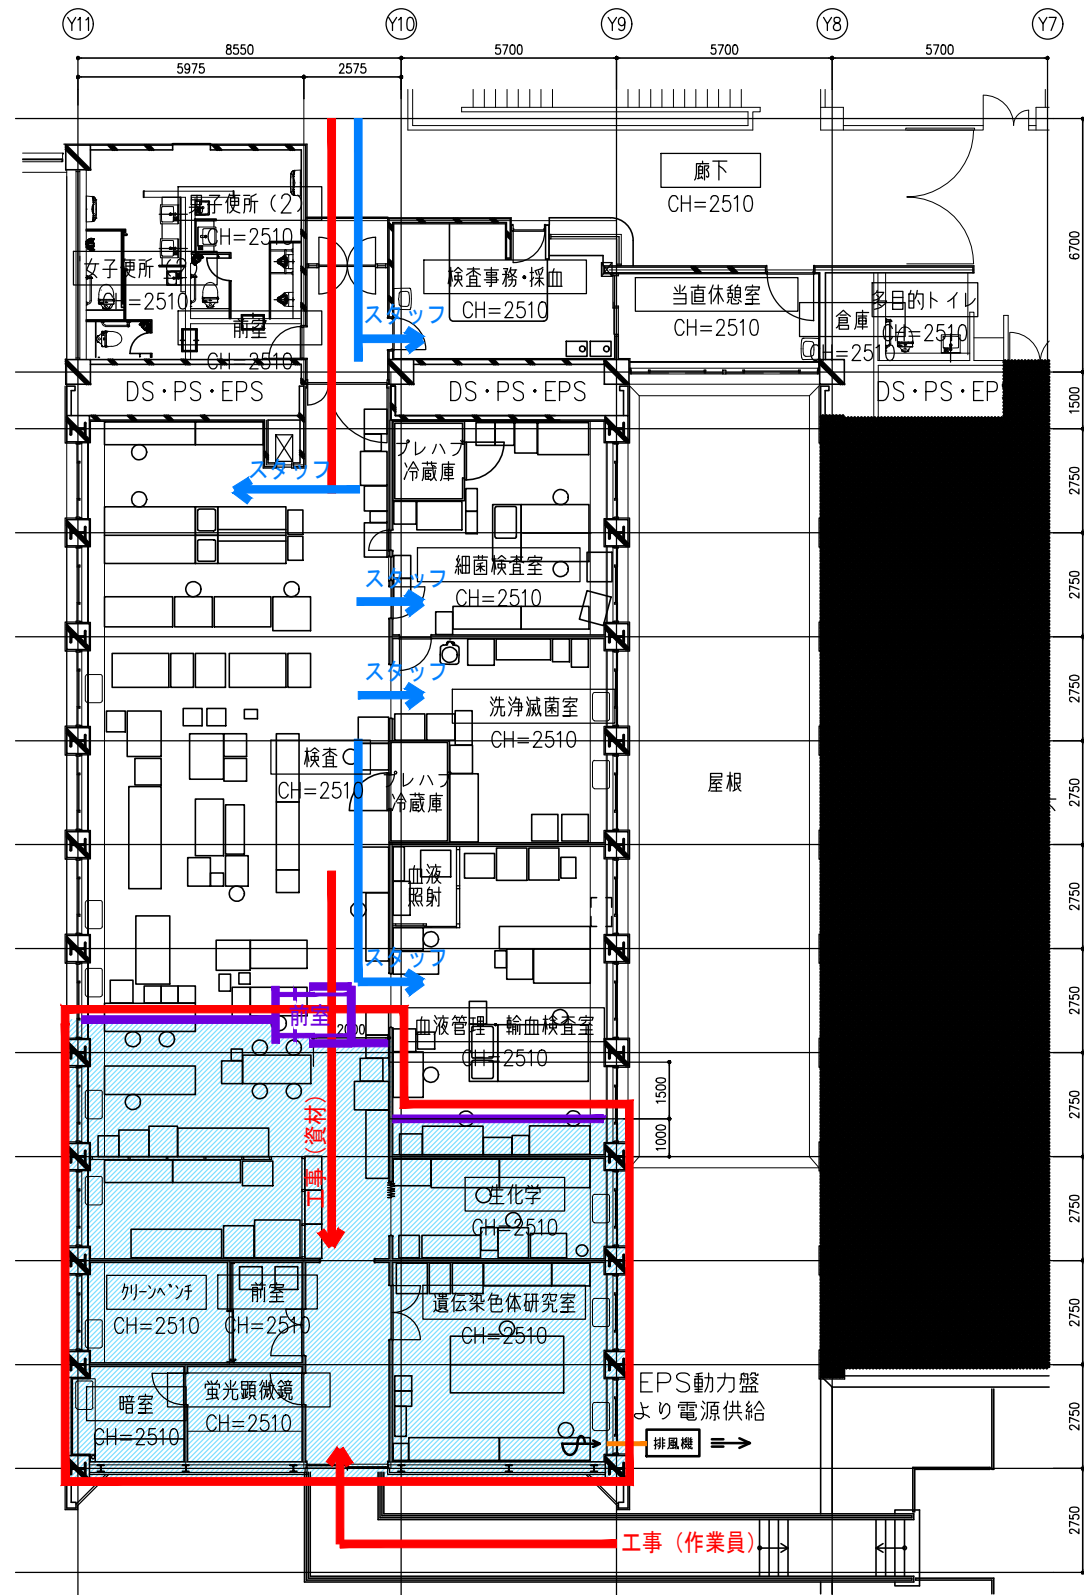 Y11
Y10
Y9
Y8
Y7
8550
5700
5700
5700
5975
2575
廊下
CH=2510
6700
男子便所（2）
CH=2510
女子便所
CH=2510
前室
CH=2510
検査事務・採血
CH=2510
スタッフ
当直休憩室
CH=2510
倉庫
CH=2510
多目的トイレ
CH=2510
DS・PS・EPS
DS・PS・EPS
DS・PS・EP
1500
プレハブ
冷蔵庫
スタッフ
2750
細菌検査室
CH=2510
スタッフ
2750
スタッフ
洗浄滅菌室
CH=2510
2750
検査
CH=2510
プレハブ
冷蔵庫
屋根
2750
血液
照射
2750
スタッフ
前室
2000
血液管理・輸血検査室
CH=2510
2750
1500
1000
2750
工事（資材）
生化学
CH=2510
2750
クリーンベンチ
CH=2510
前室
CH=2510
遺伝染色体研究室
CH=2510
2750
暗室
CH=2510
蛍光顕微鏡
CH=2510
EPS動力盤
より電源供給
排風機
2750
工事（作業員）
2750